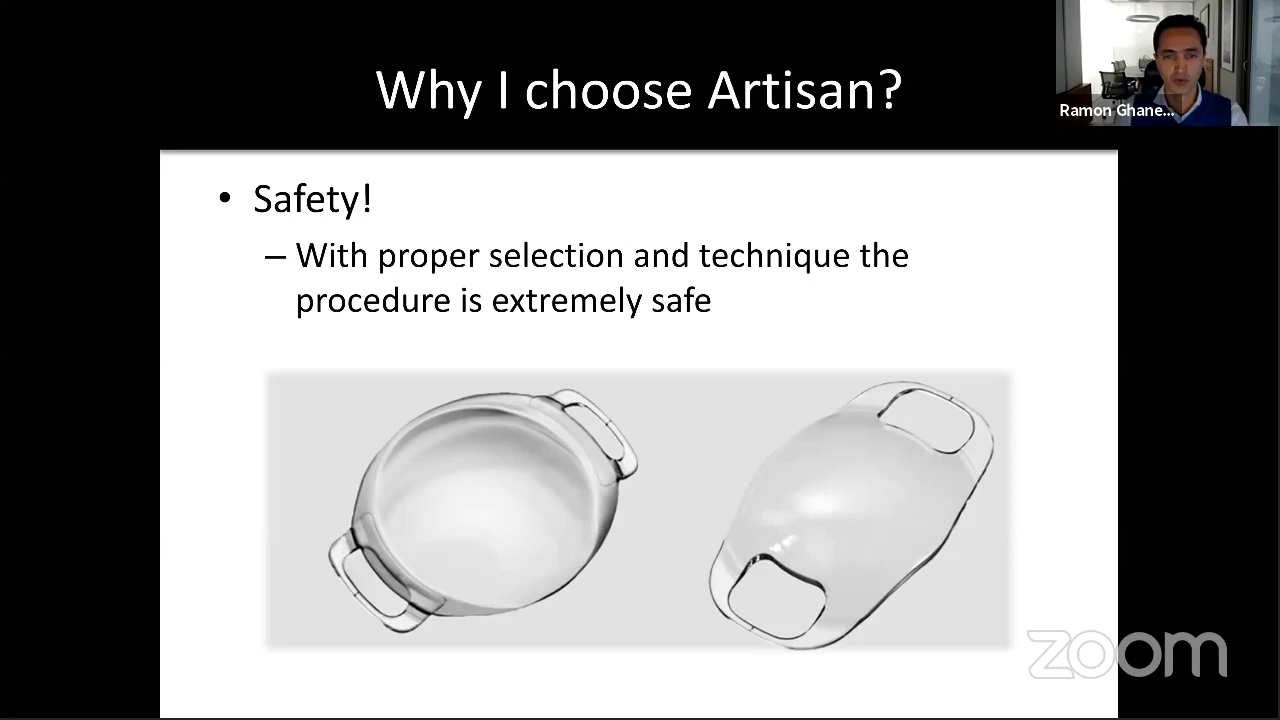 Why I choose Artisan?
Ramon Ghane...
• Safety!
– With proper selection and technique the
procedure is extremely safe
zoom